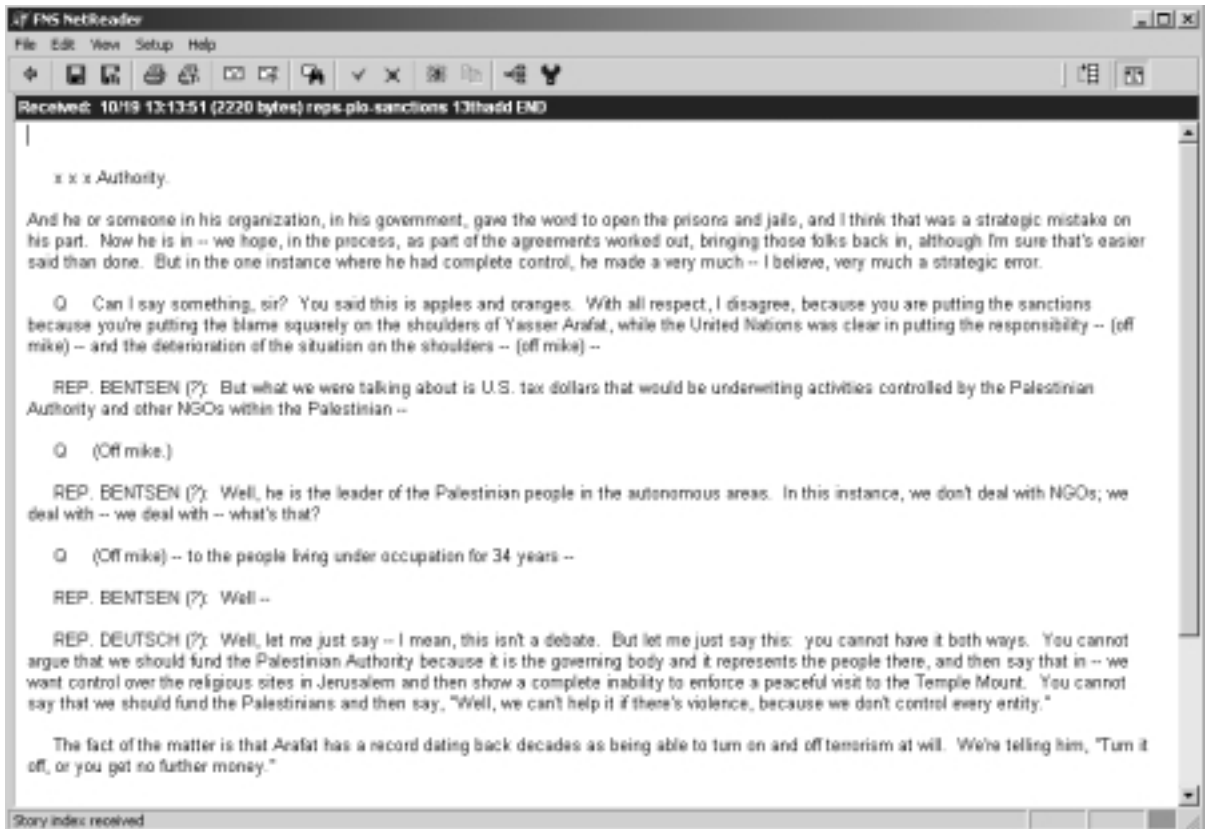 FNS NetReader
File Edit View Setup Help
Received: 10/19 13:13:51 (2220 bytes) reps-plo-sanctions 13thadd END
x x x Authority.
And he or someone in his organization, in his government, gave the word to open the prisons and jails, and I think that was a strategic mistake on
his part. Now he is in -- we hope, in the process, as part of the agreements worked out, bringing those folks back in, although I'm sure that's easier
said than done. But in the one instance where he had complete control, he made a very much -- I believe, very much a strategic error.
Q Can I say something, sir? You said this is apples and oranges. With all respect, I disagree, because you are putting the sanctions
because you're putting the blame squarely on the shoulders of Yasser Arafat, while the United Nations was clear in putting the responsibility -- (off
mike) -- and the deterioration of the situation on the shoulders -- (off mike) --
REP. BENTSEN (?): But what we were talking about is U.S. tax dollars that would be underwriting activities controlled by the Palestinian
Authority and other NGOs within the Palestinian --
Q (Off mike.)
REP. BENTSEN (?): Well, he is the leader of the Palestinian people in the autonomous areas. In this instance, we don't deal with NGOs; we
deal with -- we deal with -- what's that?
Q (Off mike) -- to the people living under occupation for 34 years --
REP. BENTSEN (?): Well --
REP. DEUTSCH (?): Well, let me just say -- I mean, this isn't a debate. But let me just say this: you cannot have it both ways. You cannot
argue that we should fund the Palestinian Authority because it is the governing body and it represents the people there, and then say that in -- we
want control over the religious sites in Jerusalem and then show a complete inability to enforce a peaceful visit to the Temple Mount. You cannot
say that we should fund the Palestinians and then say, "Well, we can't help it if there's violence, because we don't control every entity."
The fact of the matter is that Arafat has a record dating back decades as being able to turn on and off terrorism at will. We're telling him, "Turn it
off, or you get no further money."
Story index received